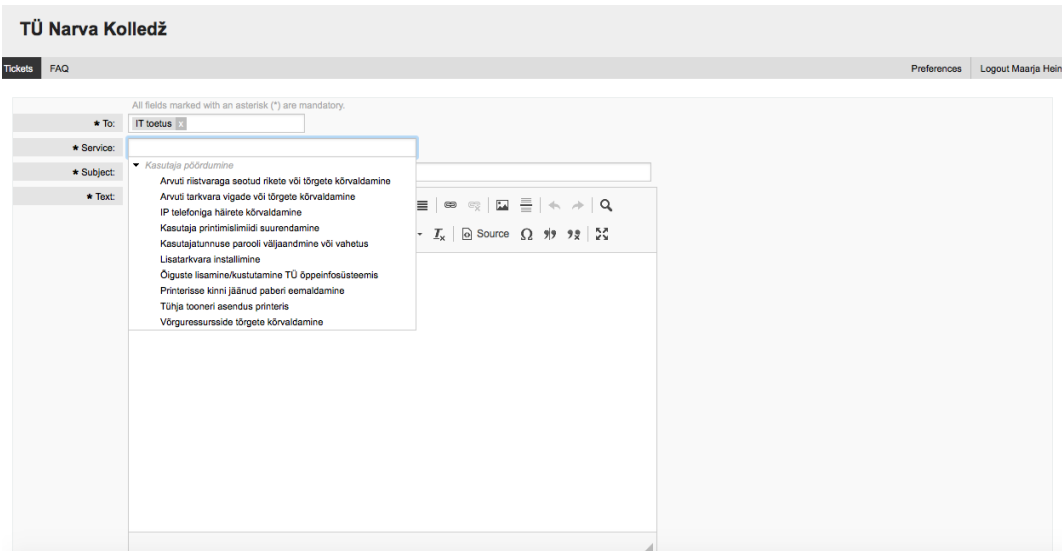 TÜ Narva Kolledž
Tickets FAQ Preferences Logout Maarja Hein
All fields marked with an asterisk (*) are mandatory.
★ To: IT toetus x
★ Service:
Kasutaja pöördumine
★ Subject:
Arvuti riistvaraga seotud rikete või tõrgete kõrvaldamine
★ Text:
Arvuti tarkvara vigade või tõrgete kõrvaldamine
IP telefoniga häirete kõrvaldamine
Kasutaja printimislimiidi suurendamine
Source
Kasutajatunnuse parooli väljaandmine või vahetus
Lisatarkvara installimine
Õiguste lisamine/kustutamine TÜ õppeinfosüsteemis
Printerisse kinni jäänud paberi eemaldamine
Tühja tooneri asendus printeris
Võrguressursside tõrgete kõrvaldamine